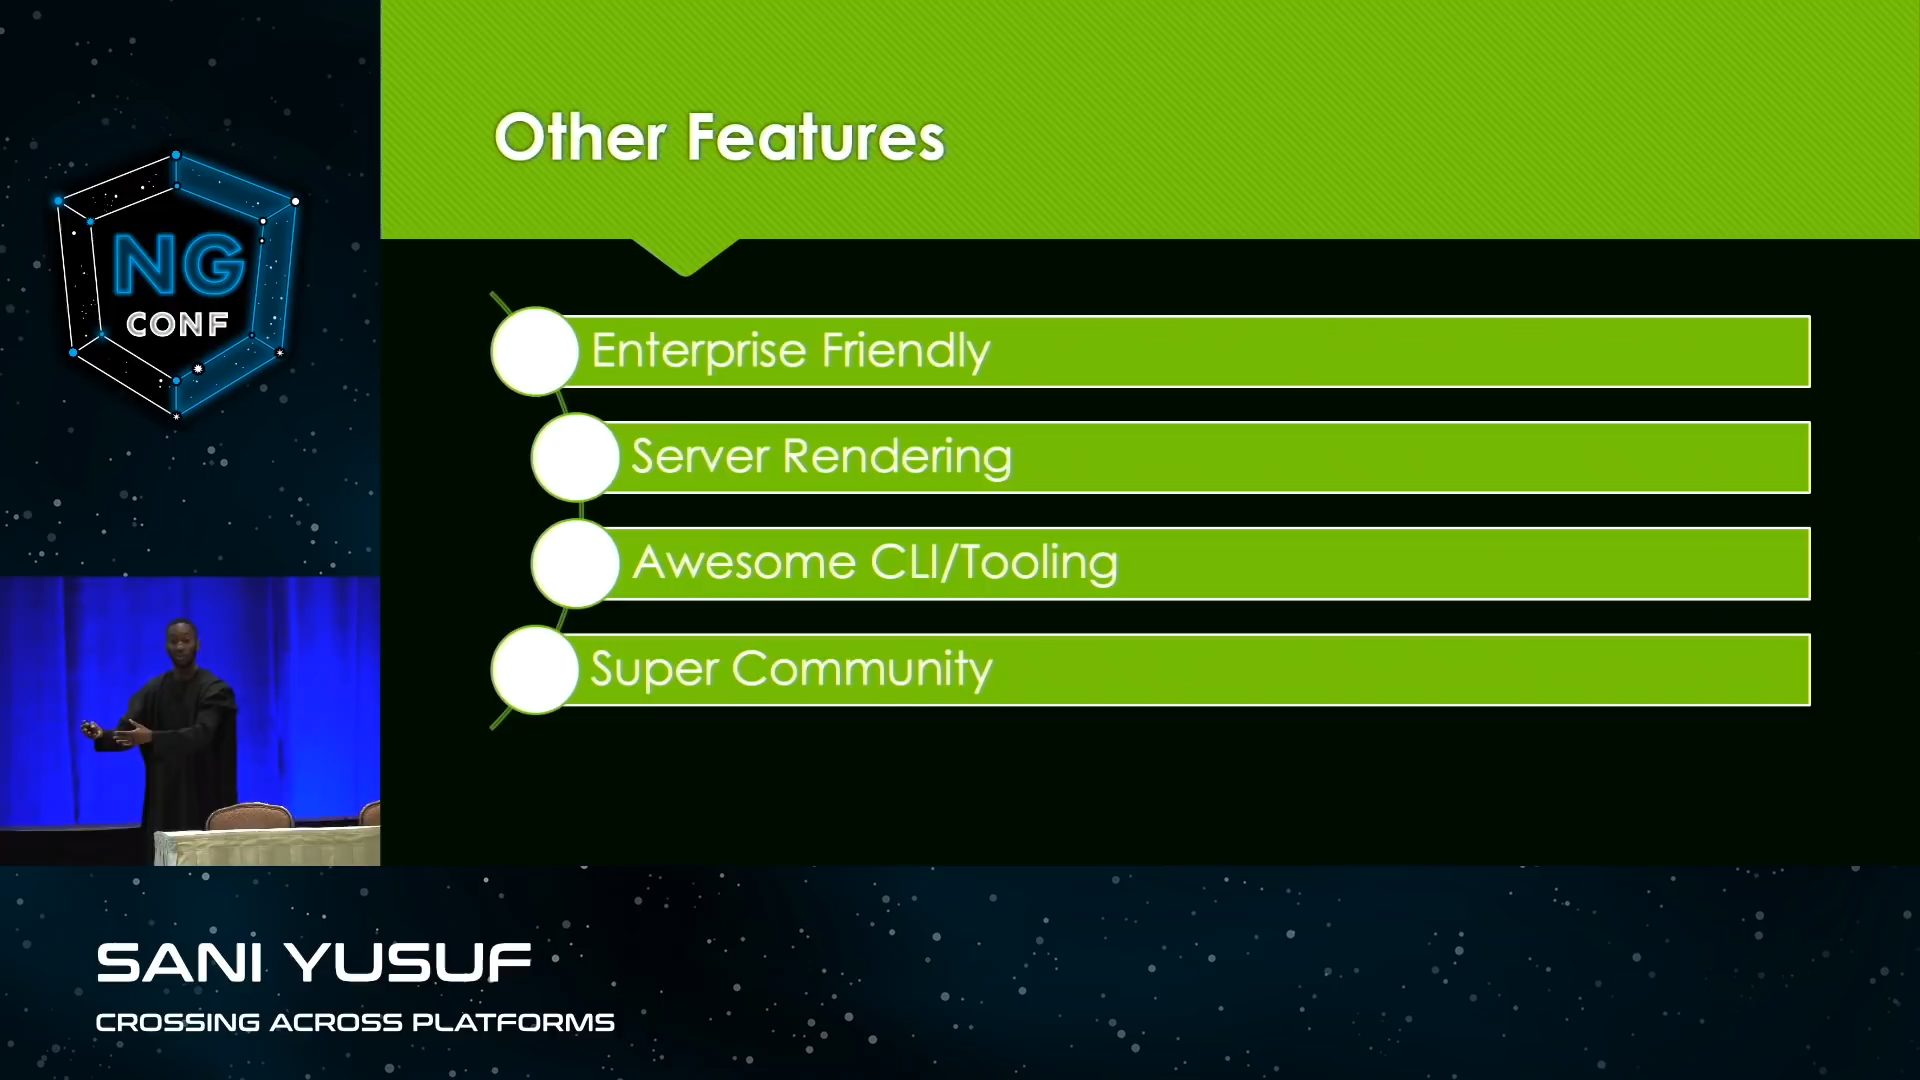 NG
CONF
Other Features
Enterprise Friendly
Server Rendering
Awesome CLI/Tooling
Super Community
SANI YUSUF
CROSSING ACROSS PLATFORMS